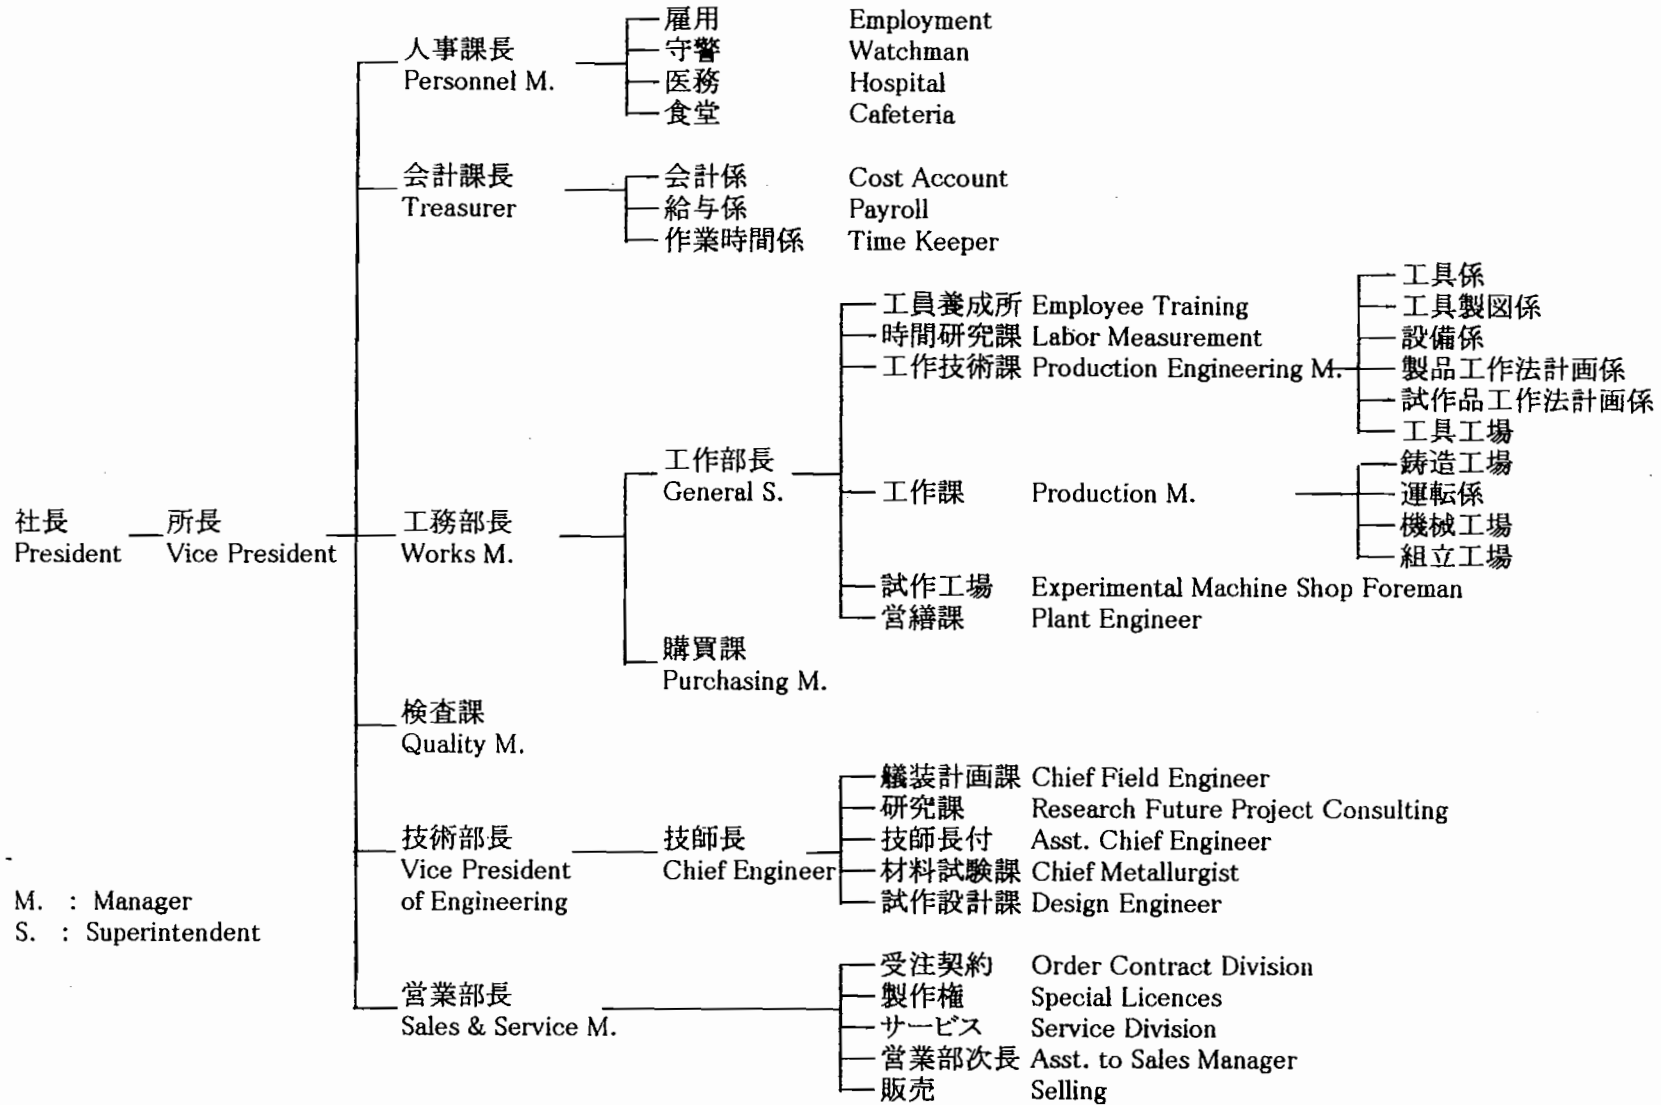 雇用 Employment
人事課長 守警 Watchman
Personnel M. 医務 Hospital
食堂 Cafeteria
会計課長 会計係 Cost Account
Treasurer 給与係 Payroll
作業時間係 Time Keeper
工具係
工員養成所 Employee Training 工具製図係
時間研究課 Labor Measurement 設備係
工作技術課 Production Engineering M. 製品工作法計画係
試作品工作法計画係
工具工場
工作部長 鋳造工場
General S. 工作課 Production M. 運転係
社長 所長 工務部長 機械工場
President Vice President Works M. 組立工場
試作工場 Experimental Machine Shop Foreman
営繕課 Plant Engineer
購買課
Purchasing M.
検査課
Quality M.
艤装計画課 Chief Field Engineer
研究課 Research Future Project Consulting
技術部長 技師長 技師長付 Asst. Chief Engineer
Vice President Chief Engineer 材料試験課 Chief Metallurgist
of Engineering 試作設計課 Design Engineer
M. : Manager
S. : Superintendent
受注契約 Order Contract Division
営業部長 製作権 Special Licences
Sales & Service M. サービス Service Division
営業部次長 Asst. to Sales Manager
販売 Selling